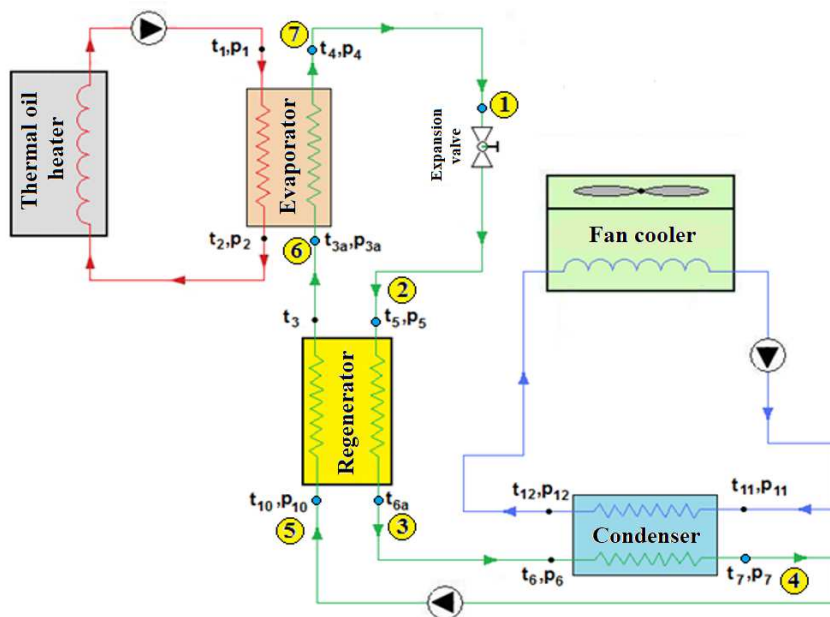 7
t4,p4
t1,p1
1
Expansion
valve
Thermal oil
heater
Evaporator
Fan cooler
t2,p2
6
t3a,p3a
2
t3
t5,p5
Regenerator
t12,p12
t11,p11
t10,p10
t6a
5
3
Condenser
t6,p6
t7,p7
4